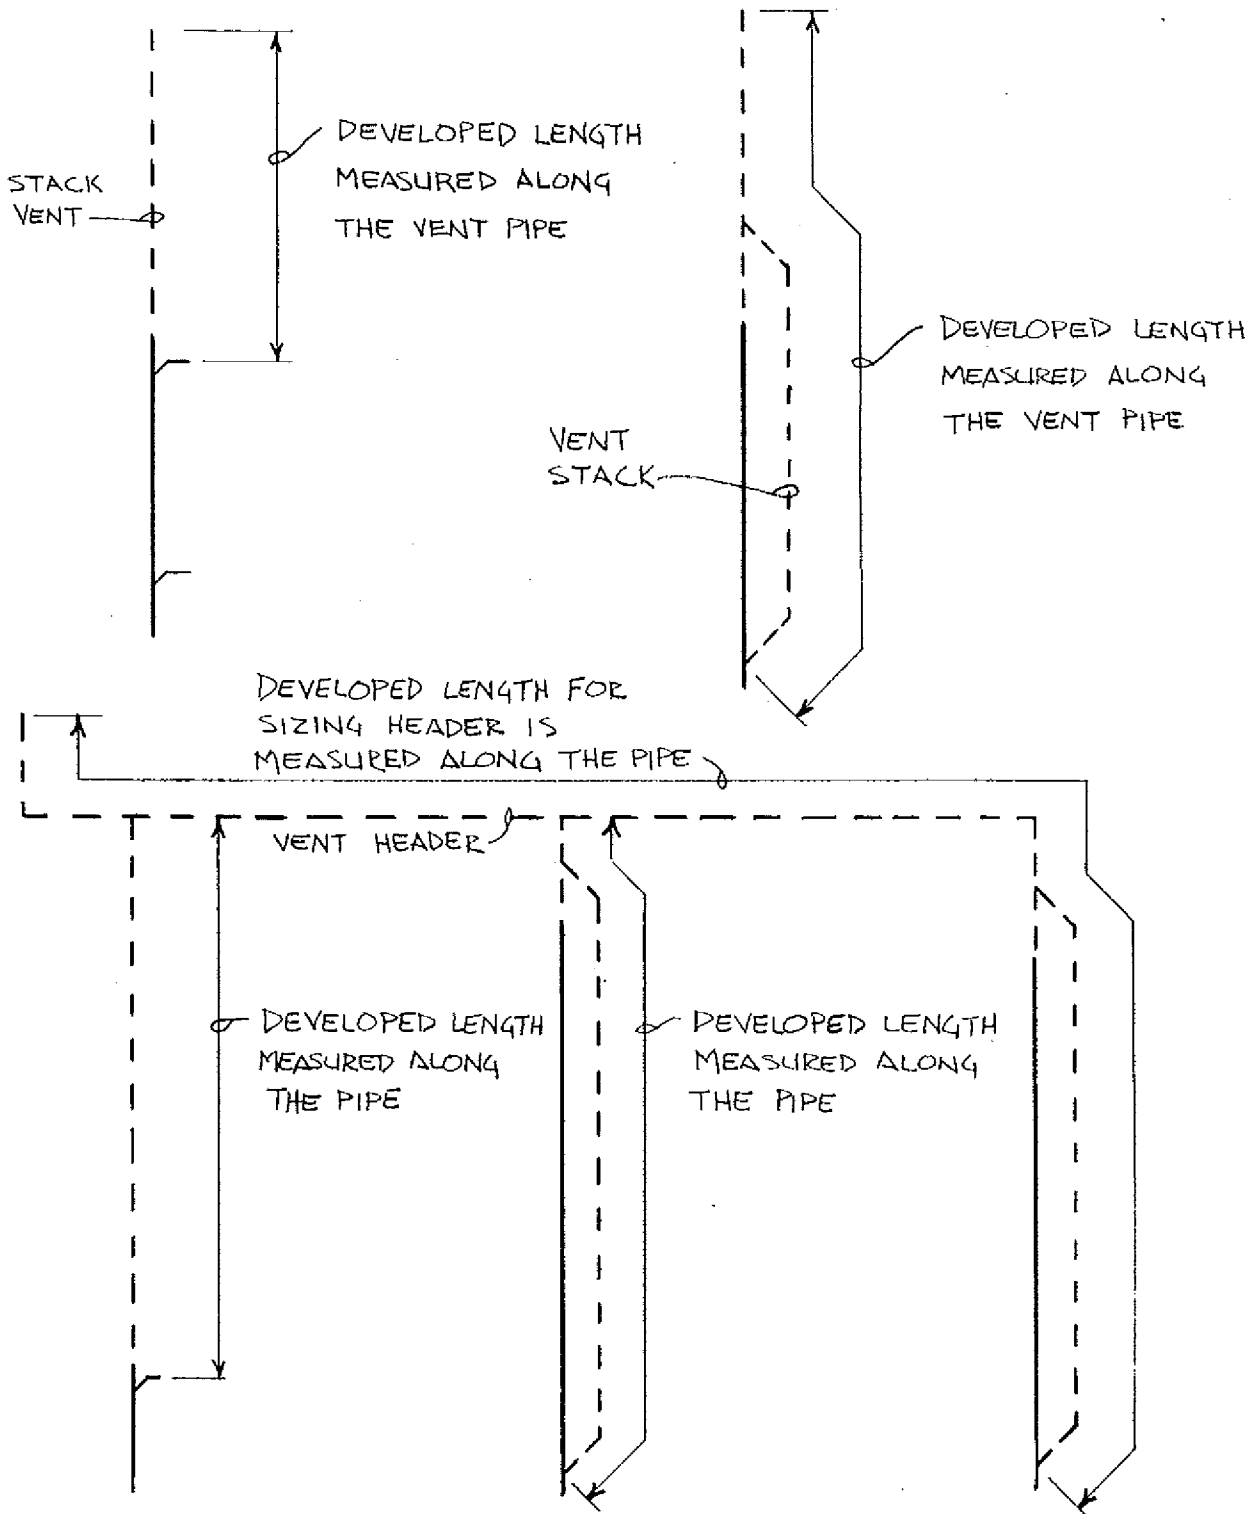 STACK
VENT
DEVELOPED LENGTH
MEASURED ALONG
THE VENT PIPE
DEVELOPED LENGTH
MEASURED ALONG
THE VENT PIPE
VENT
STACK
DEVELOPED LENGTH FOR
SIZING HEADER IS
MEASURED ALONG THE PIPE
VENT HEADER
DEVELOPED LENGTH
MEASURED ALONG
THE PIPE
DEVELOPED LENGTH
MEASURED ALONG
THE PIPE